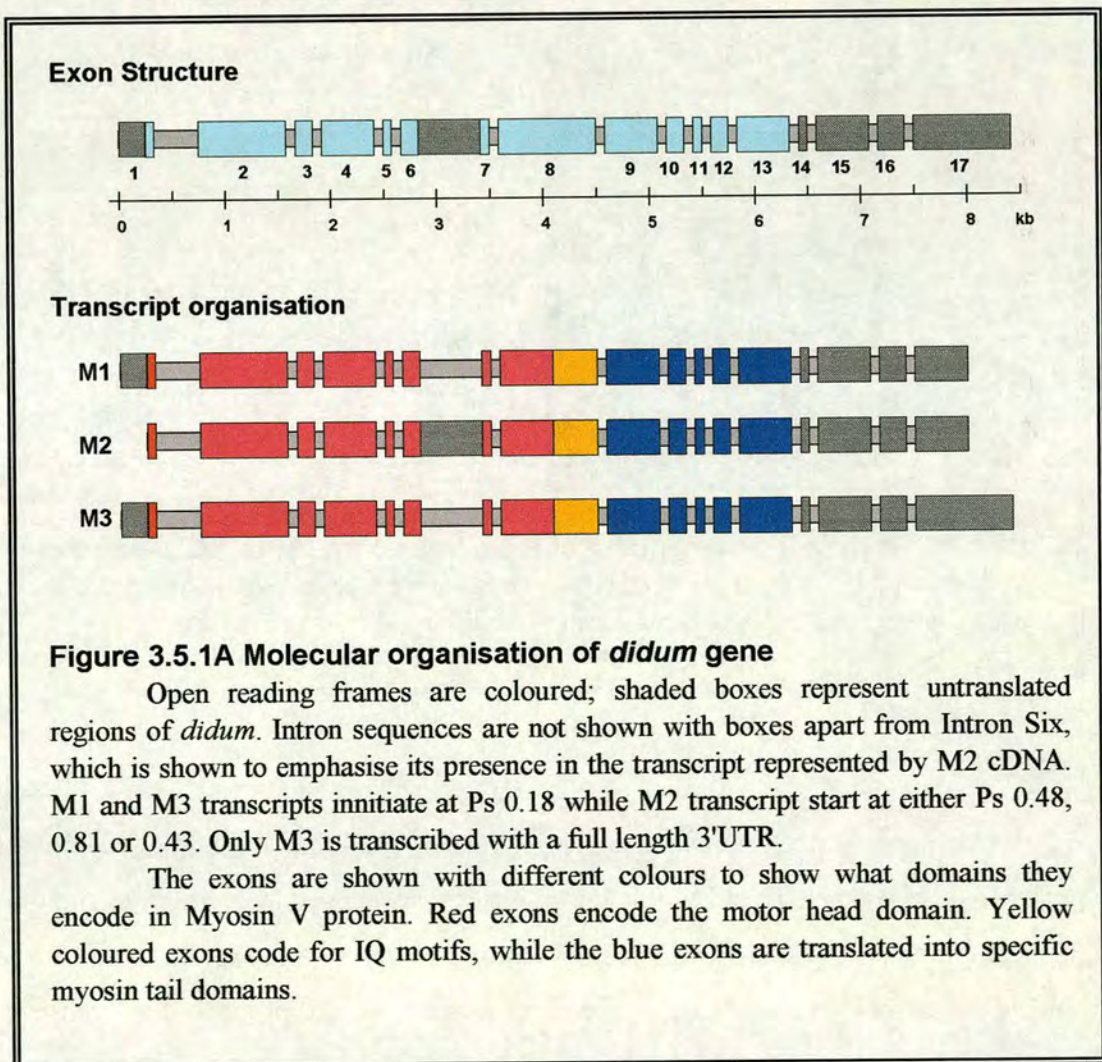 Exon Structure
1 2 3 4 5 6 7 8 9 10 11 12 13 14 15 16 17
0 1 2 3 4 5 6 7 8 kb
Transcript organisation
M1
M2
M3
Figure 3.5.1A Molecular organisation of didum gene
Open reading frames are coloured; shaded boxes represent untranslated
regions of didum. Intron sequences are not shown with boxes apart from Intron Six,
which is shown to emphasise its presence in the transcript represented by M2 cDNA.
M1 and M3 transcripts innitiate at Ps 0.18 while M2 transcript start at either Ps 0.48,
0.81 or 0.43. Only M3 is transcribed with a full length 3'UTR.
The exons are shown with different colours to show what domains they
encode in Myosin V protein. Red exons encode the motor head domain. Yellow
coloured exons code for IQ motifs, while the blue exons are translated into specific
myosin tail domains.